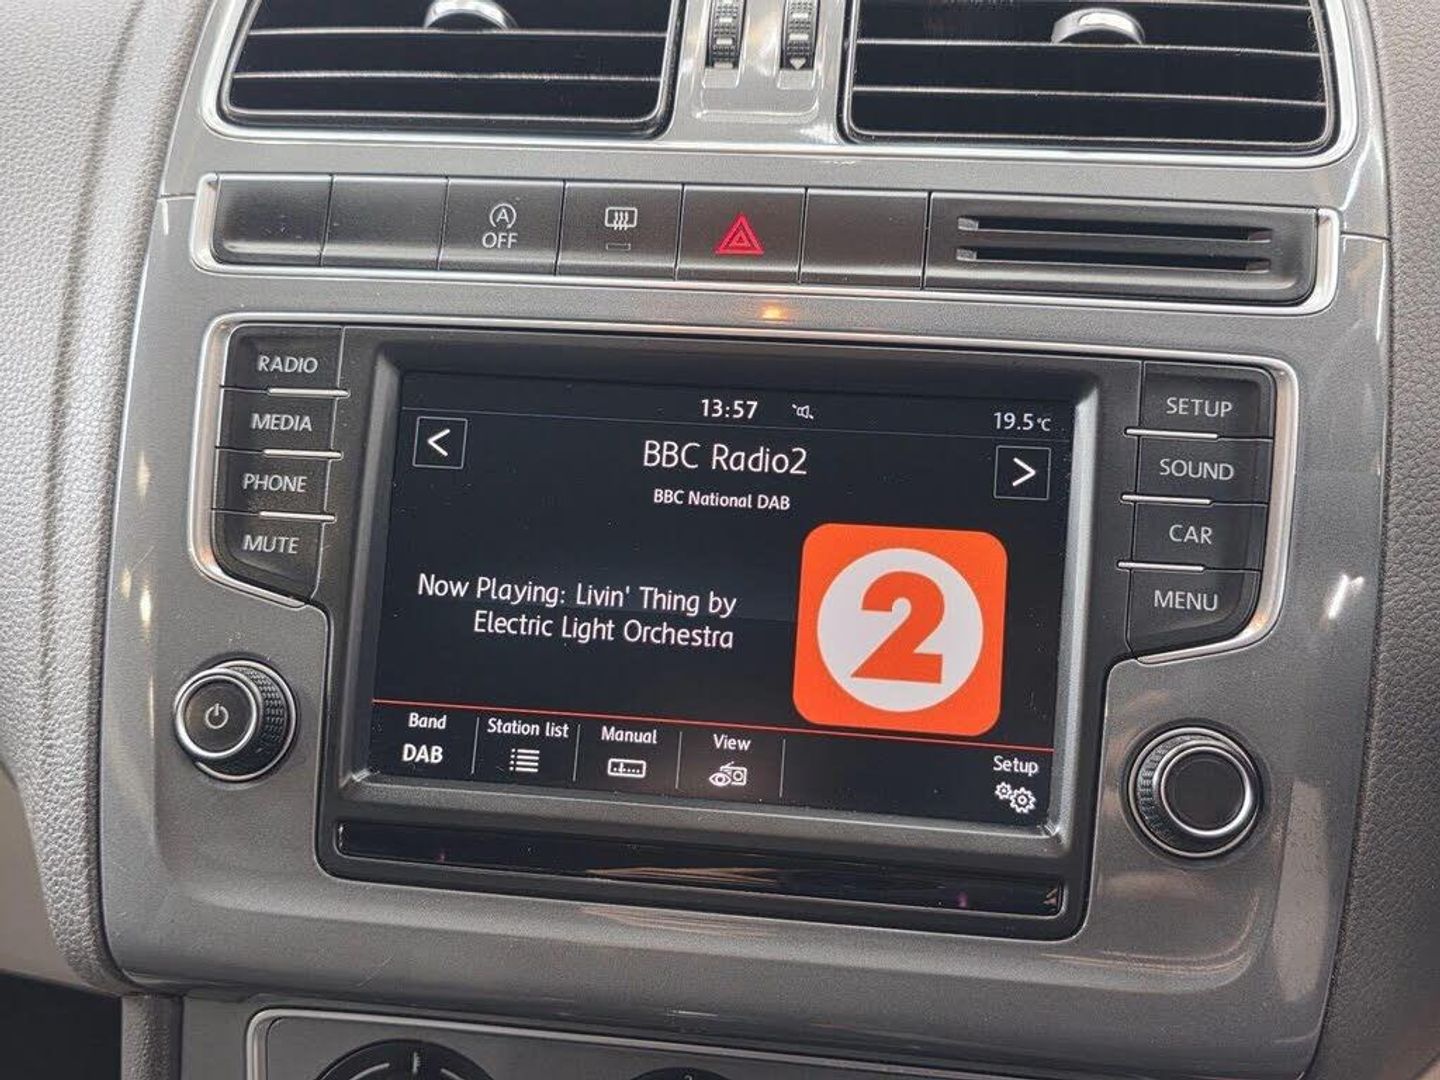 A
OFF
RADIO
MEDIA
PHONE
MUTE
13:57
19.5°C
<
BBC Radio2
>
BBC National DAB
Now Playing: Livin' Thing by
Electric Light Orchestra
2
Band
DAB
Station list
Manual
View
Setup
SETUP
SOUND
CAR
MENU